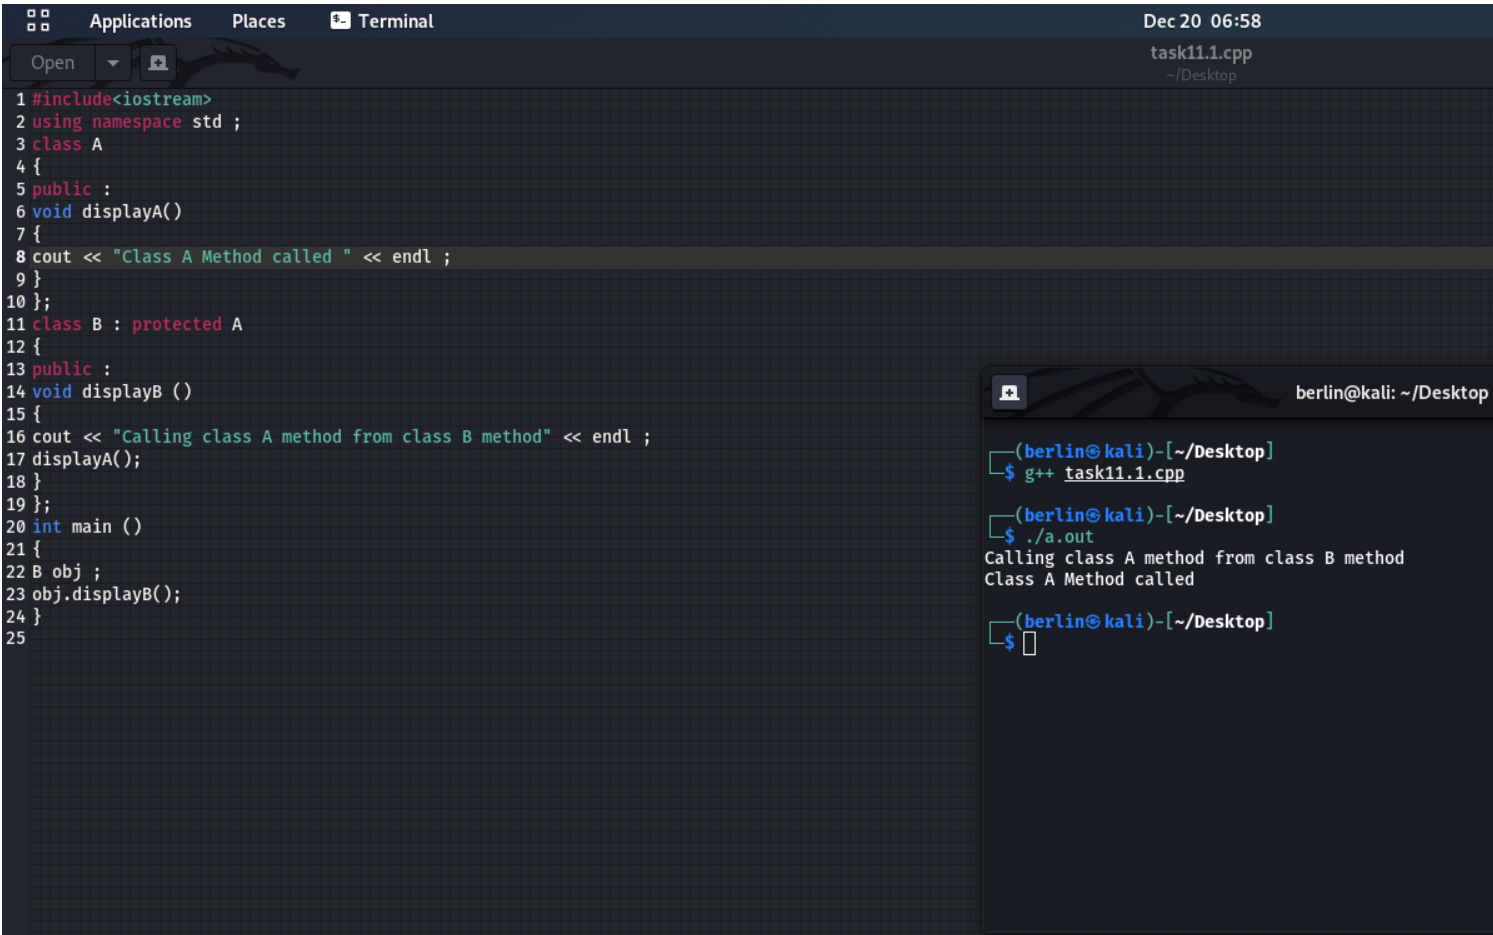 Applications Places Terminal Dec 20 06:58
Open task11.1.cpp
~/Desktop
1 #include<iostream>
2 using namespace std ;
3 class A
4 {
5 public :
6 void displayA()
7 {
8 cout << "Class A Method called " << endl ;
9 }
10 };
11 class B : protected A
12 {
13 public :
14 void displayB ()
15 {
16 cout << "Calling class A method from class B method" << endl ;
17 displayA();
18 }
19 };
20 int main ()
21 {
22 B obj ;
23 obj.displayB();
24 }
25
berlin@kali: ~/Desktop
┌──(berlin㉿kali)-[~/Desktop]
└─$ g++ task11.1.cpp
┌──(berlin㉿kali)-[~/Desktop]
└─$ ./a.out
Calling class A method from class B method
Class A Method called
┌──(berlin㉿kali)-[~/Desktop]
└─$